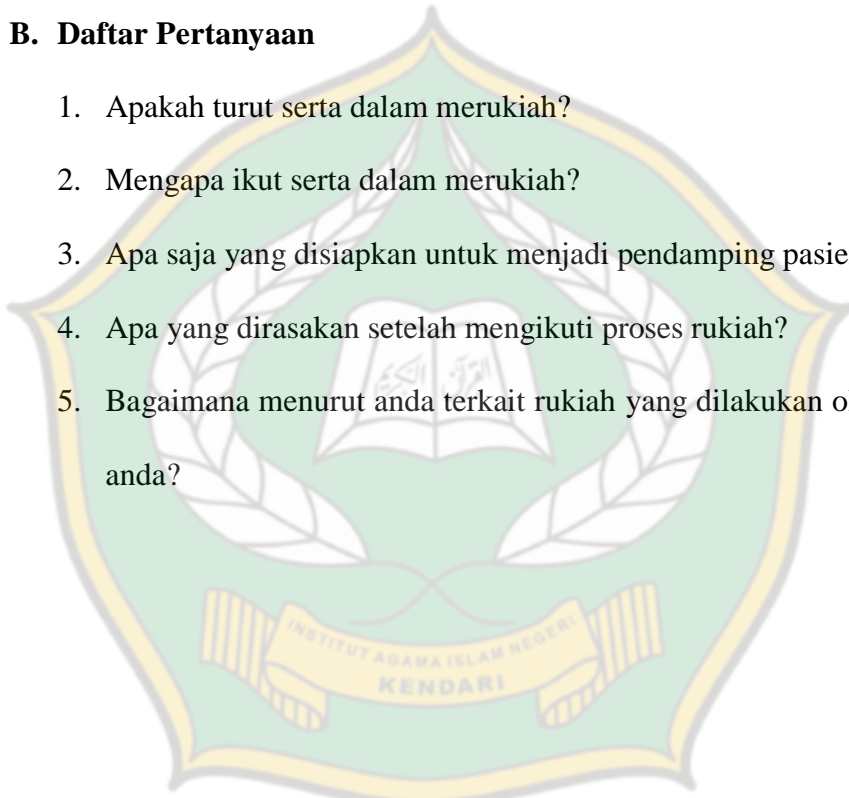 B. Daftar Pertanyaan
1. Apakah turut serta dalam merukiah?
2. Mengapa ikut serta dalam merukiah?
3. Apa saja yang disiapkan untuk menjadi pendamping pasie
4. Apa yang dirasakan setelah mengikuti proses rukiah?
القرآن الكريم
5. Bagaimana menurut anda terkait rukiah yang dilakukan o
anda?
INSTITUT AGAMA ISLAM NEGERI
KENDARI